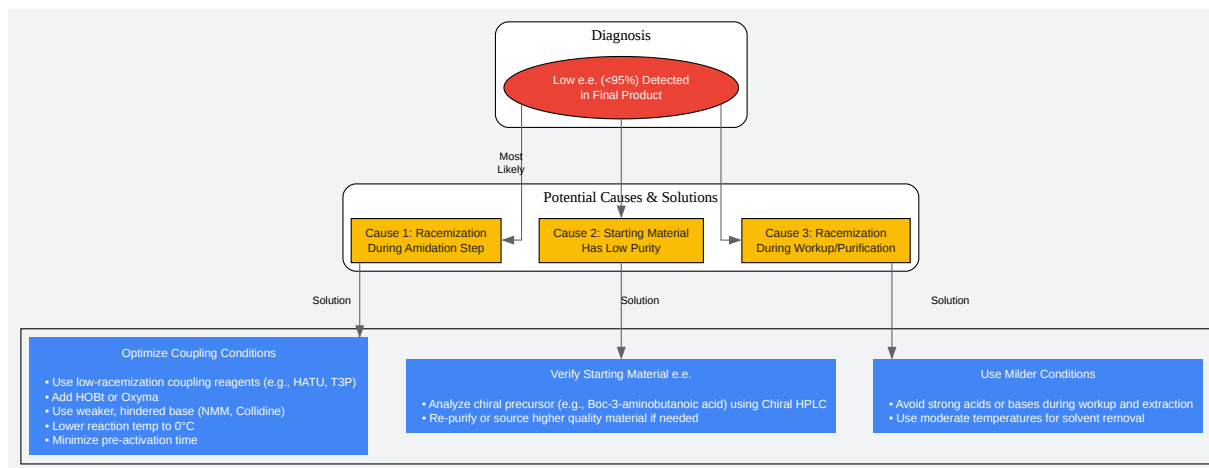 Diagnosis
Low e.e. (<95%) Detected
in Final Product
Most
Likely
Potential Causes & Solutions
Cause 1: Racemization
During Amidation Step
Cause 2: Starting Material
Has Low Purity
Cause 3: Racemization
During Workup/Purification
Solution
Solution
Solution
Optimize Coupling Conditions
• Use low-racemization coupling reagents (e.g., HATU, T3P)
• Add HOBt or Oxyma
• Use weaker, hindered base (NMM, Collidine)
• Lower reaction temp to 0°C
• Minimize pre-activation time
Verify Starting Material e.e.
• Analyze chiral precursor (e.g., Boc-3-aminobutanoic acid) using Chiral HPLC
• Re-purify or source higher quality material if needed
Use Milder Conditions
• Avoid strong acids or bases during workup and extraction
• Use moderate temperatures for solvent removal